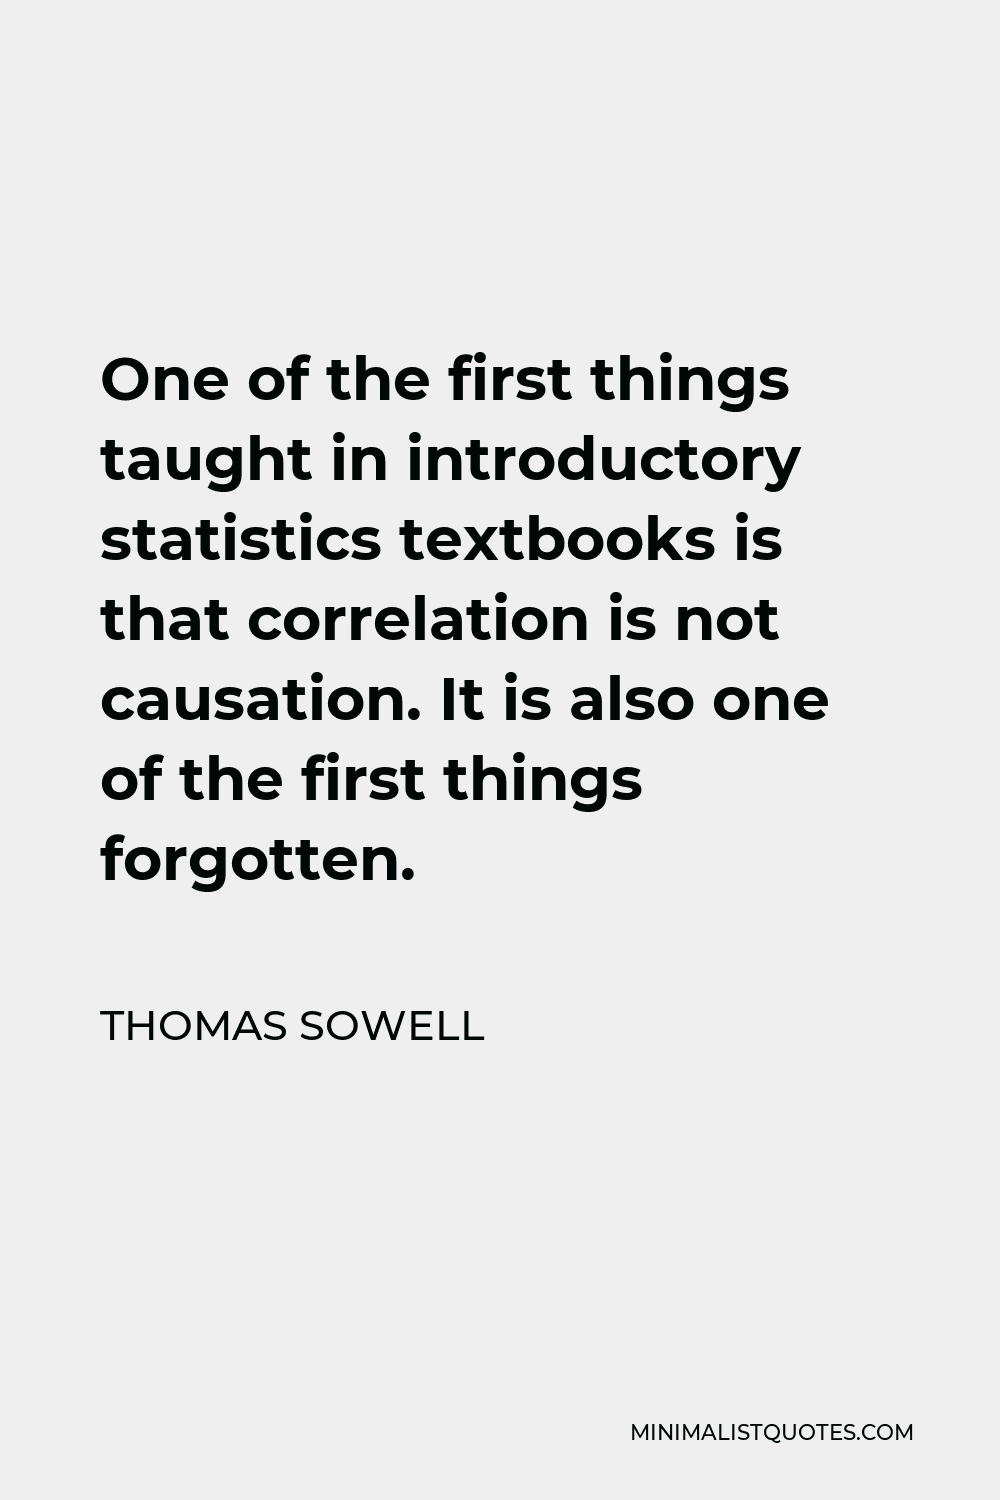 One of the first things
taught in introductory
statistics textbooks is
that correlation is not
causation. It is also one
of the first things
forgotten.
THOMAS SOWELL
MINIMALISTQUOTES.COM